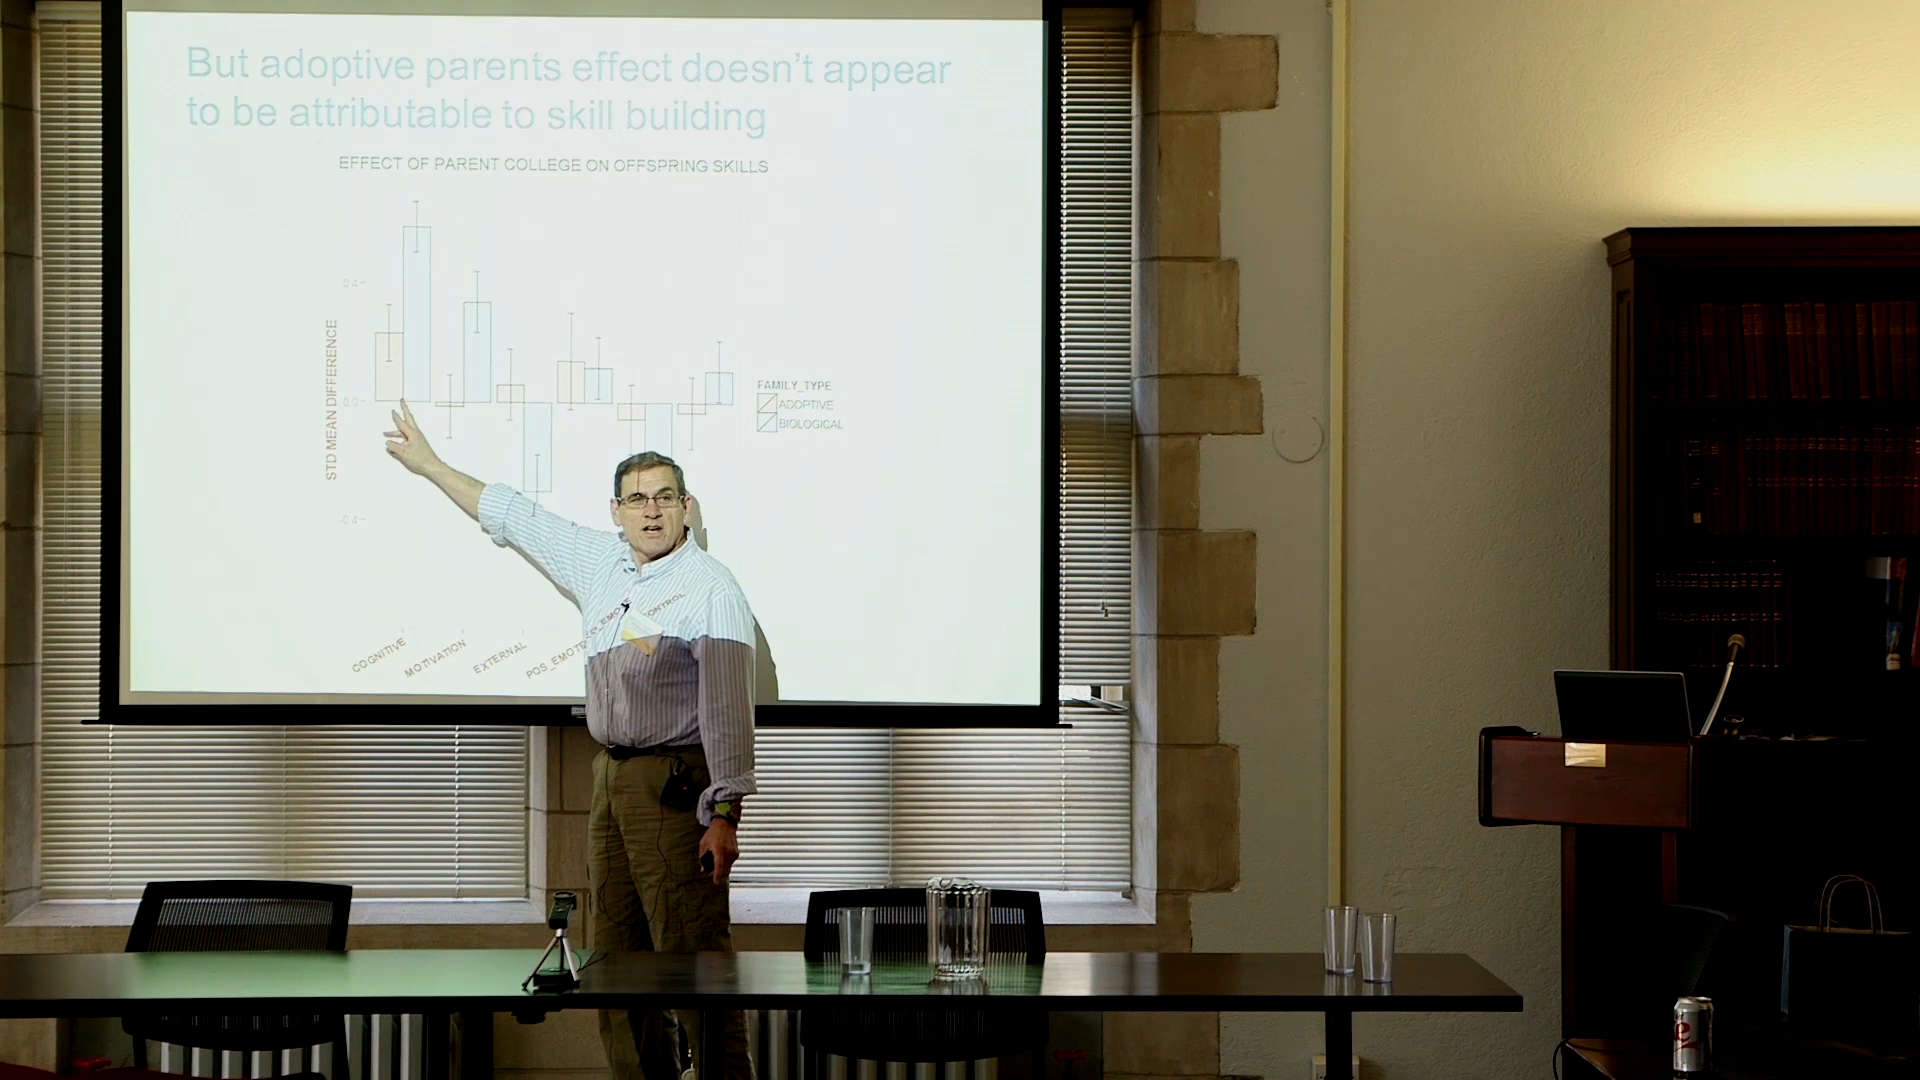 But adoptive parents effect doesn't appear
to be attributable to skill building
EFFECT OF PARENT COLLEGE ON OFFSPRING SKILLS
STD MEAN DIFFERENCE
0.4
0.0
-0.4
FAMILY_TYPE
ADOPTIVE
BIOLOGICAL
COGNITIVE
MOTIVATION
EXTERNAL
POS_EMOT
CONTROL